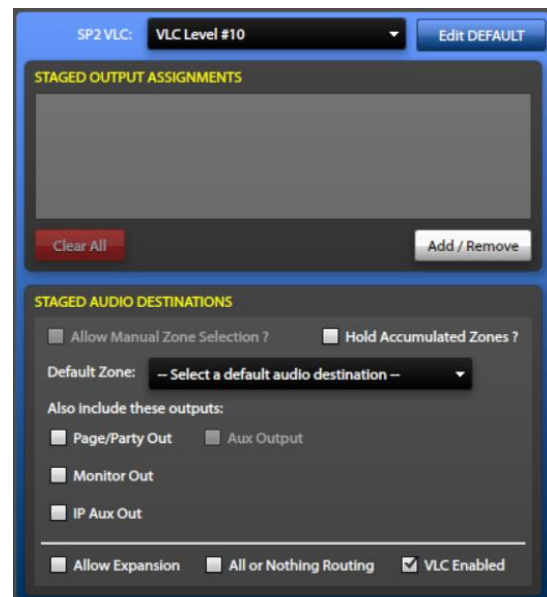 SP2 VLC: VLC Level #10 Edit DEFAULT
STAGED OUTPUT ASSIGNMENTS
Clear All Add / Remove
STAGED AUDIO DESTINATIONS
Allow Manual Zone Selection ? Hold Accumulated Zones ?
Default Zone: -- Select a default audio destination --
Also include these outputs:
Page/Party Out Aux Output
Monitor Out
IP Aux Out
Allow Expansion All or Nothing Routing VLC Enabled